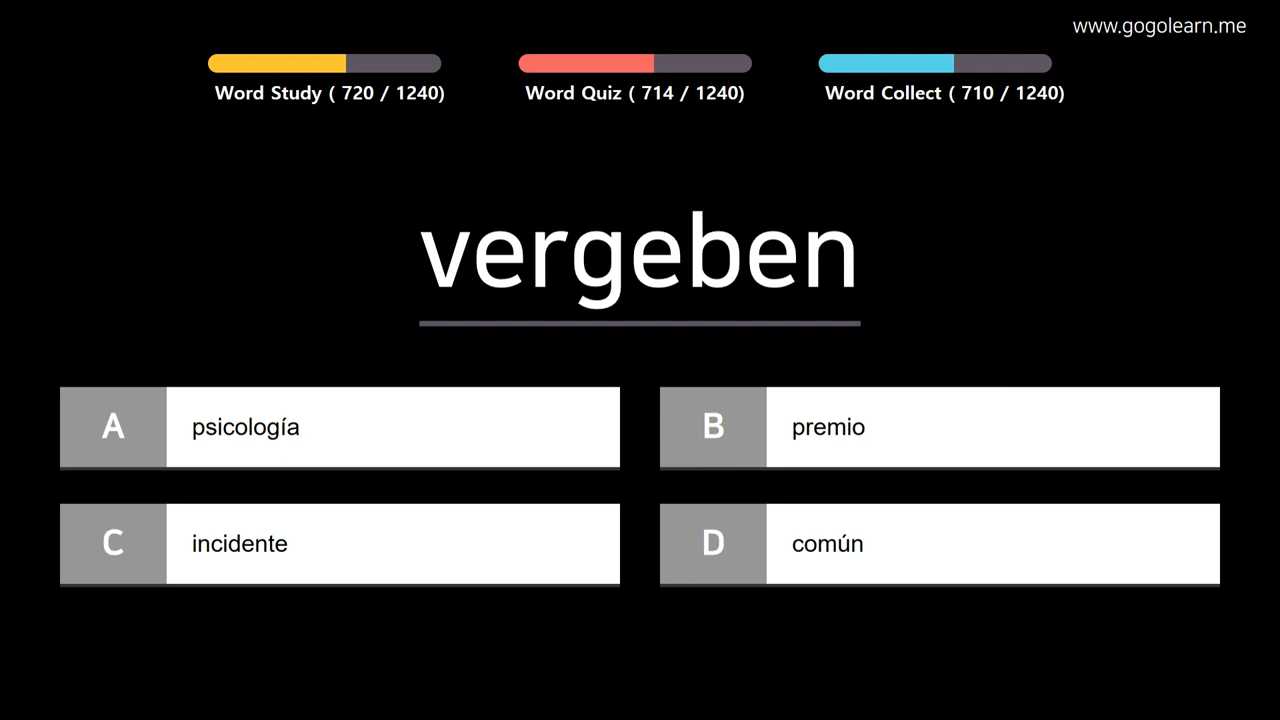 www.gogolearn.me
Word Study ( 720 / 1240)
Word Quiz ( 714 / 1240)
Word Collect ( 710 / 1240)
vergeben
A psicología
B premio
C incidente
D común